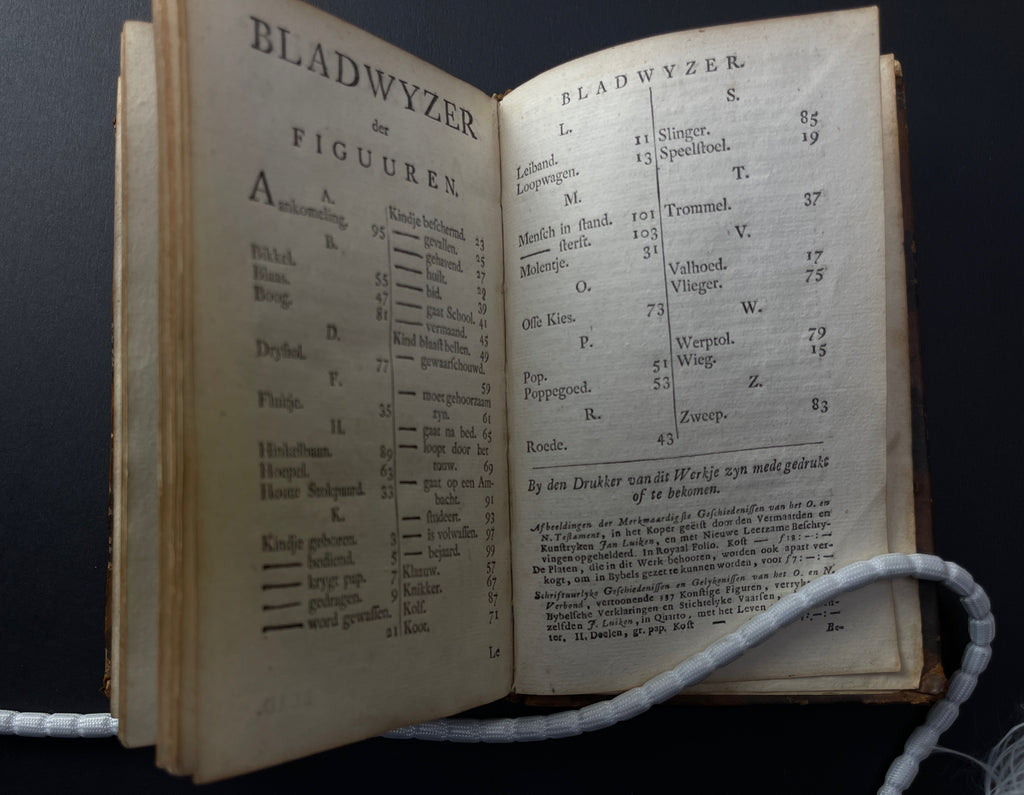 BLADWYZER
der
FIGUUREN.
A.
Aankomeling. 95
B.
Bikkel. 55
Blaas. 47
Boog. 81
D.
Drytol. 77
F.
Fluitje. 35
H.
Hinkelbaan. 89
Hoepel. 63
Houte Stokpaard. 33
K.
Kindje geboren. 3
—— bediend. 5
—— krygt pap. 7
—— gedragen. 9
—— word gewaſſen. 21
Kindje beſchermd. 23
—— gevallen. 25
—— gehavend. 27
—— huilt. 29
—— bid. 39
—— gaat School. 41
—— vermaand. 45
Kind blaaſt bellen. 49
—— gewaarſchouwd. 59
—— moet gehoorzaam
zyn. 61
—— gaat na bed. 65
—— loopt door het
touw. 69
—— gaat op een Am-
bacht. 91
—— ſtudeert. 93
—— is volwaſſen. 97
—— bejaard. 99
Klatuw. 57
Knikker. 67
Kolf. 87
Koot. 71
Le
BLADWYZER.
L.
Leiband. 11
Loopwagen. 13
M.
Menſch in ſtand. 101
—— ſterft. 103
Molentje. 31
O.
Oſſe Kies. 73
P.
Pop. 51
Poppegoed. 53
R.
Roede. 43
S.
Slinger. 85
Speelſtoel. 19
T.
Trommel. 37
V.
Valhoed. 17
Vlieger. 75
W.
Werptol. 79
Wieg. 15
Z.
Zweep. 83
By den Drukker van dit Werkje zyn mede gedrukt
of te bekomen.
Afbeeldingen der Merkwaardigſte Geſchiedeniſſen van het O. en
N. Teſtament, in het Koper geëtſt door den Vermaarden en
Kunſtryken Jan Luiken, en met Nieuwe Leerzame Beſchry-
vingen opgehelderd. In Royaal Folio. Koſt — f 18:-:-
De Platen, die in dit Werk behooren, worden ook apart ver-
kogt, om in Bybels gezet te kunnen worden, voor f 7:-:-
Schriftuurlyke Geſchiedeniſſen en Gelykeniſſen van het O. en N.
Verbond, vertoonende 337 Konſtige Figuren, verryk
Bybelſche Verklaringen en Stichtelyke Vaarſen,
zelfden J. Luiken, in Quarto, met het Leven
ter. II. Deelen, gr. pap. Koſt —
Be-